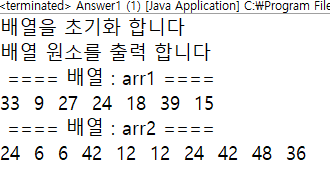 <terminated> Answer1 (1) [Java Application] C:₩Program File
배열을 초기화 합니다
배열 원소를 출력 합니다
==== 배열 : arr1 ====
33 9 27 24 18 39 15
==== 배열 : arr2 ====
24 6 6 42 12 12 24 42 48 36